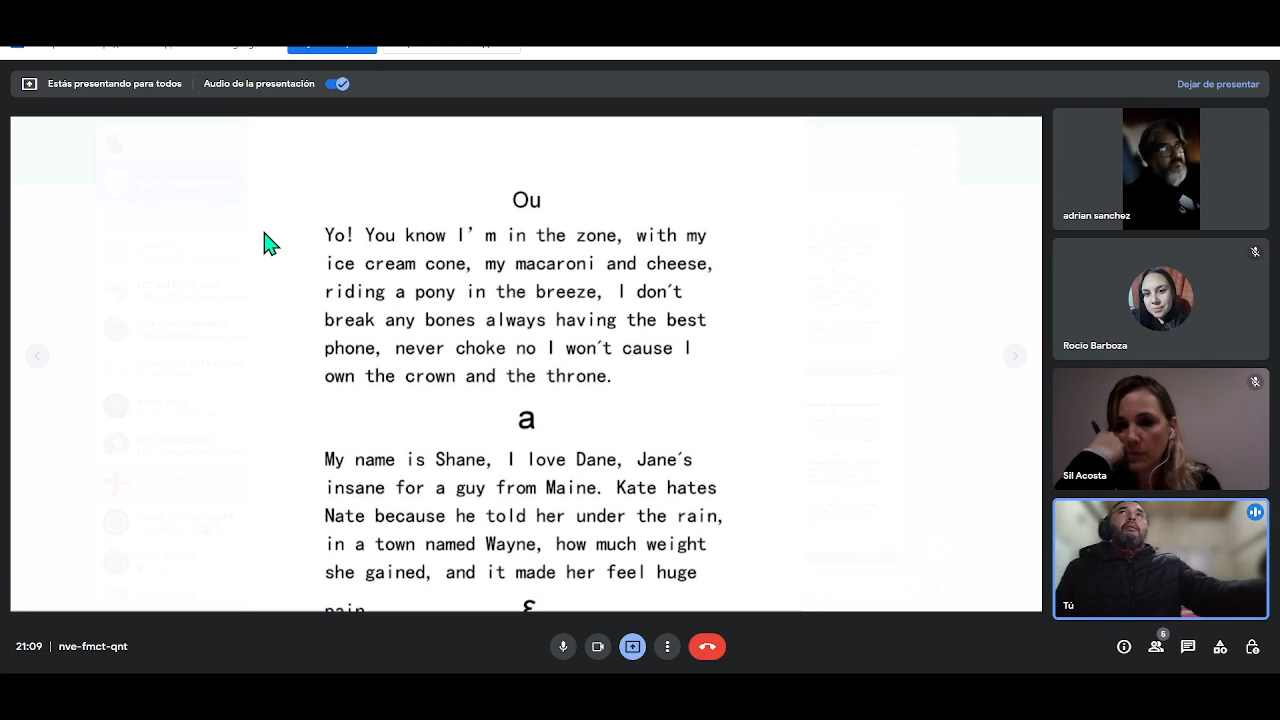 Estás presentando para todos
Audio de la presentación
Dejar de presentar
Ou
Yo! You know I’m in the zone, with my
ice cream cone, my macaroni and cheese,
riding a pony in the breeze, I don´t
break any bones always having the best
phone, never choke no I won´t cause I
own the crown and the throne.
a
My name is Shane, I love Dane, Jane´s
insane for a guy from Maine. Kate hates
Nate because he told her under the rain,
in a town named Wayne, how much weight
she gained, and it made her feel huge
pain
ε
adrian sanchez
Rocio Barboza
Sil Acosta
Tú
21:09 | nve-fmct-qnt
6